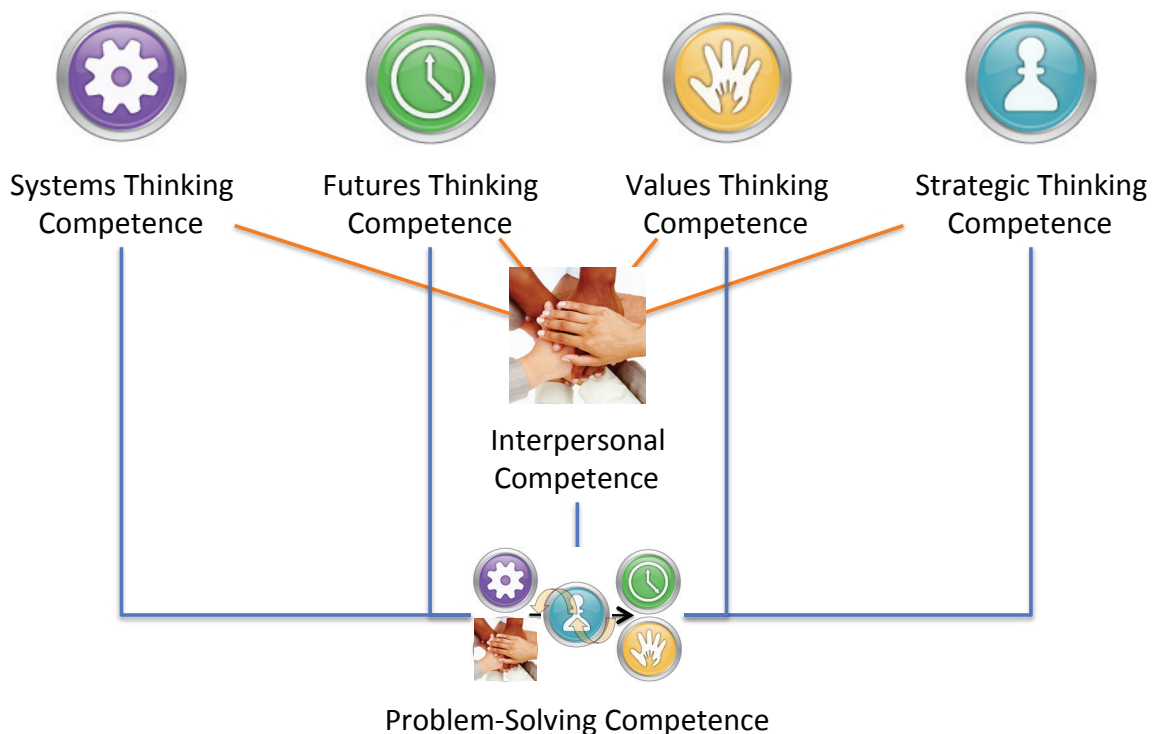 Systems Thinking
Competence
Futures Thinking
Competence
Values Thinking
Competence
Strategic Thinking
Competence
Interpersonal
Competence
Problem-Solving Competence